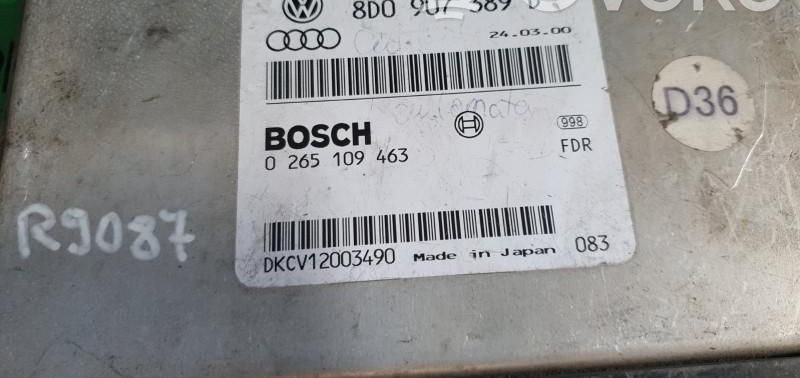 8D0 907 389 D
24.03.00
D36
BOSCH
998
0 265 109 463
FDR
R9087
DKCV12003490 Made in Japan 083